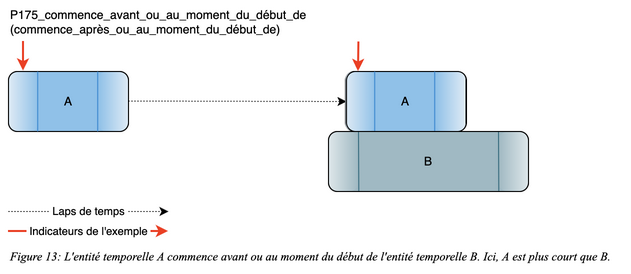 P175_commence_avant_ou_au_moment_du_début_de
(commence_après_ou_au_moment_du_début_de)
A
A
B
Laps de temps
Indicateurs de l'exemple
Figure 13: L'entité temporelle A commence avant ou au moment du début de l'entité temporelle B. Ici, A est plus court que B.